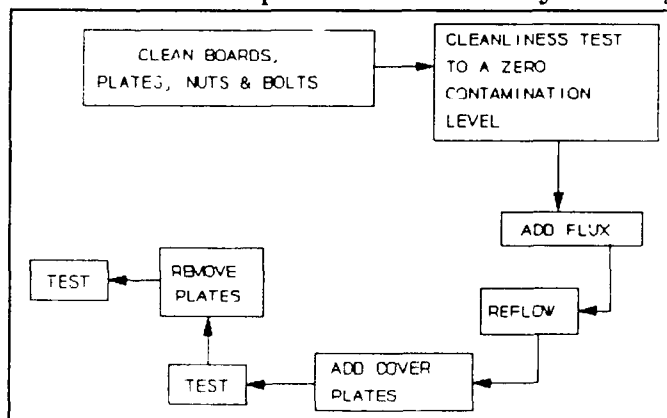 CLEAN BOARDS,
PLATES, NUTS & BOLTS
CLEANLINESS TEST
TO A ZERO
CONTAMINATION
LEVEL
ADD FLUX
REFLOW
ADD COVER
PLATES
TEST
REMOVE
PLATES
TEST